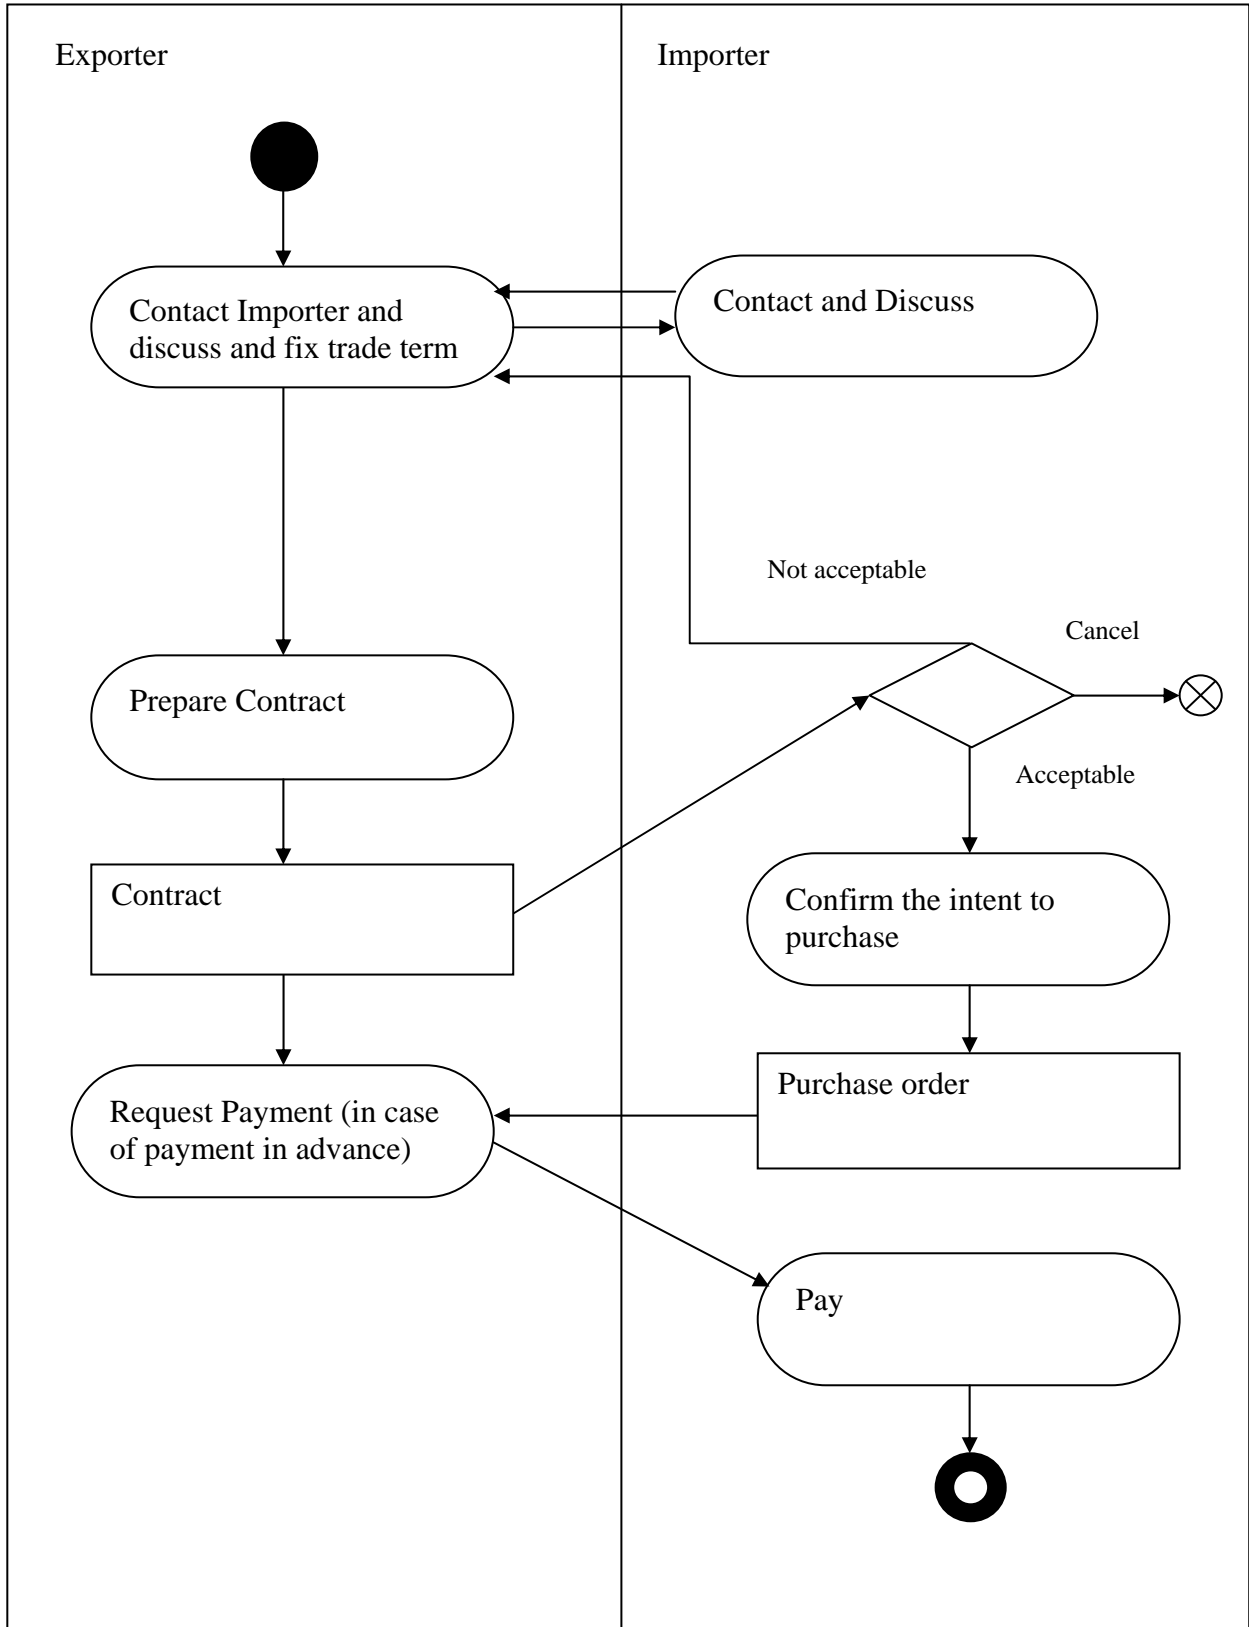 Exporter
Importer
Contact Importer and
discuss and fix trade term
Contact and Discuss
Not acceptable
Cancel
Prepare Contract
Acceptable
Contract
Confirm the intent to
purchase
Purchase order
Request Payment (in case
of payment in advance)
Pay